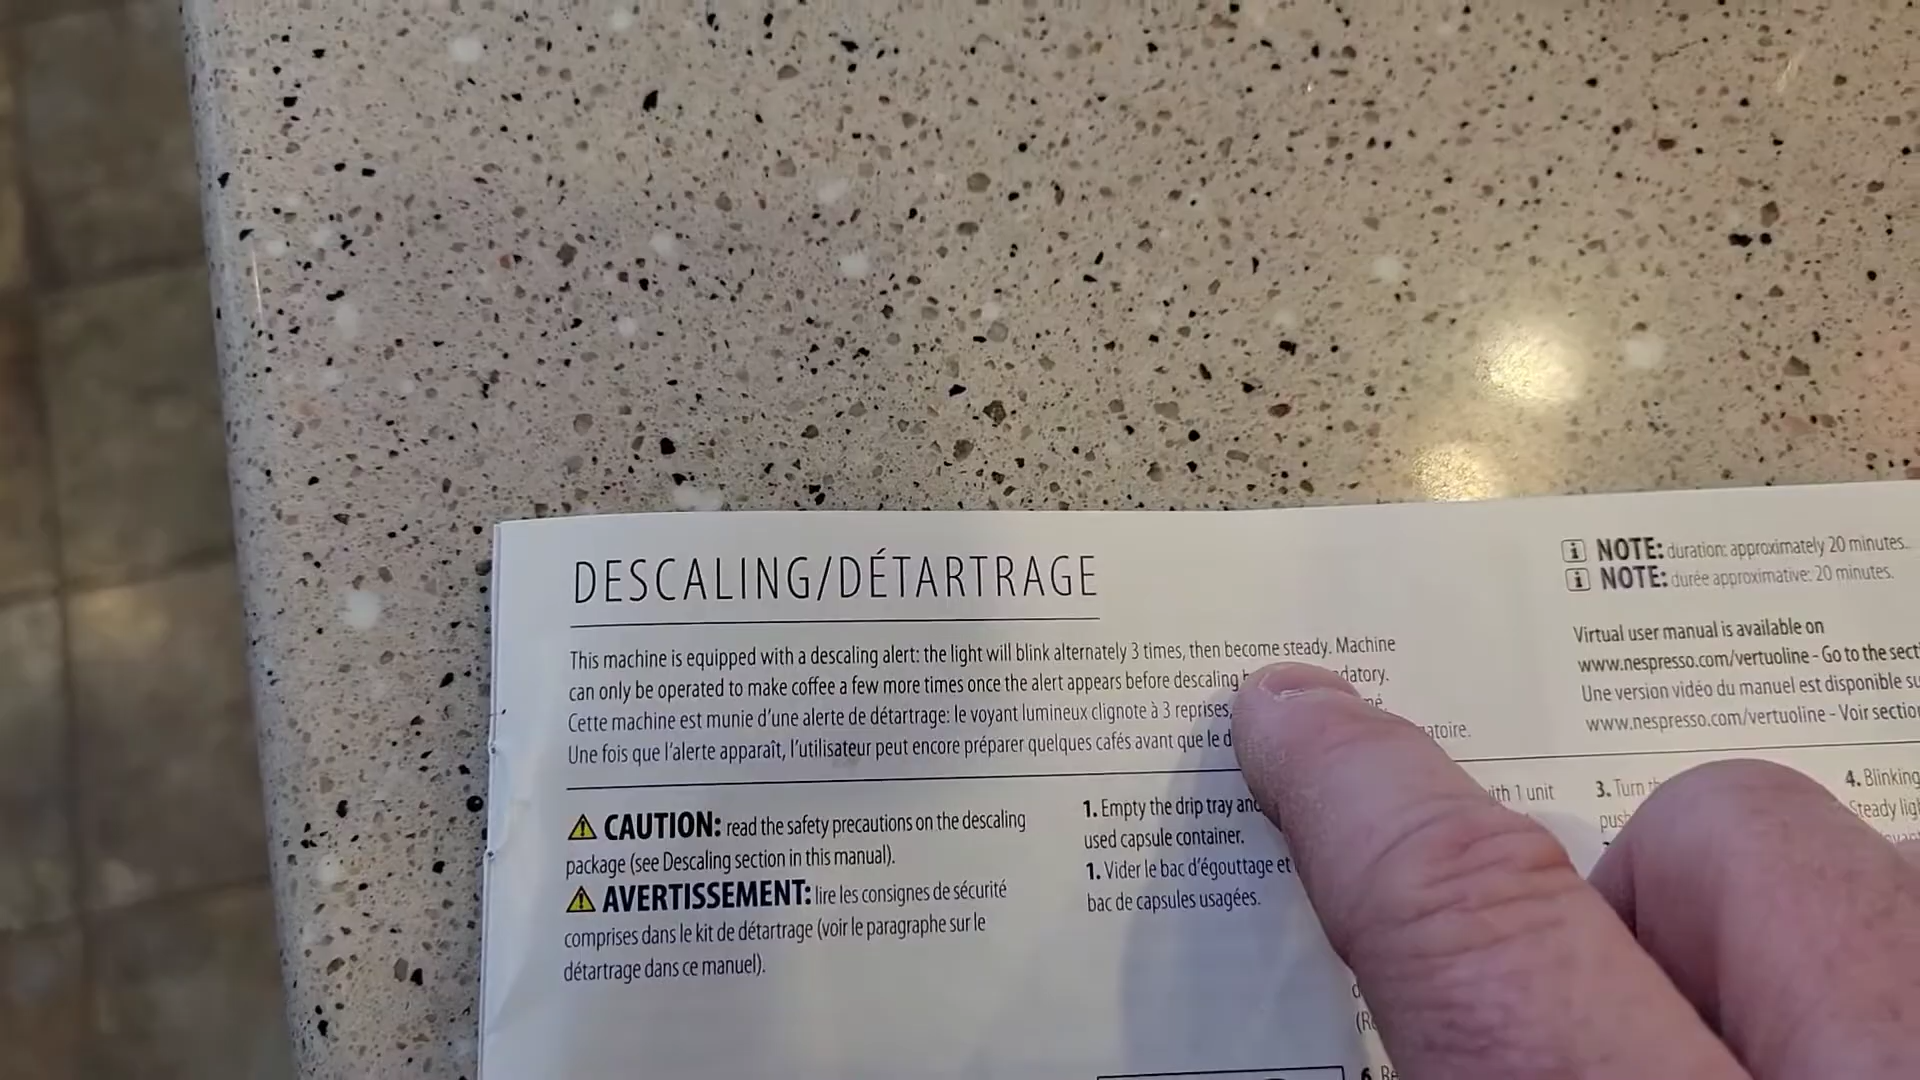 DESCALING/DÉTARTRAGE
This machine is equipped with a descaling alert: the light will blink alternately 3 times, then become steady. Machine
can only be operated to make coffee a few more times once the alert appears before descaling
Cette machine est munie d'une alerte de détartrage: le voyant lumineux clignote à 3 reprises,
Une fois que l'alerte apparaît, l'utilisateur peut encore préparer quelques cafés avant que le
NOTE: duration: approximately 20 minutes.
NOTE: durée approximative: 20 minutes.
Virtual user manual is available on
www.nespresso.com/vertuoline - Go to the
Une version vidéo du manuel est disponible
www.nespresso.com/vertuoline - Voir
CAUTION: read the safety precautions on the descaling
package (see Descaling section in this manual).
AVERTISSEMENT: lire les consignes de sécurité
comprises dans le kit de détartrage (voir le paragraphe sur le
détartrage dans ce manuel).
1. Empty the drip tray and
used capsule container.
1. Vider le bac d'égouttage et
bac de capsules usagées.
with 1 unit
3. Turn
4. Blinking
Steady
6.